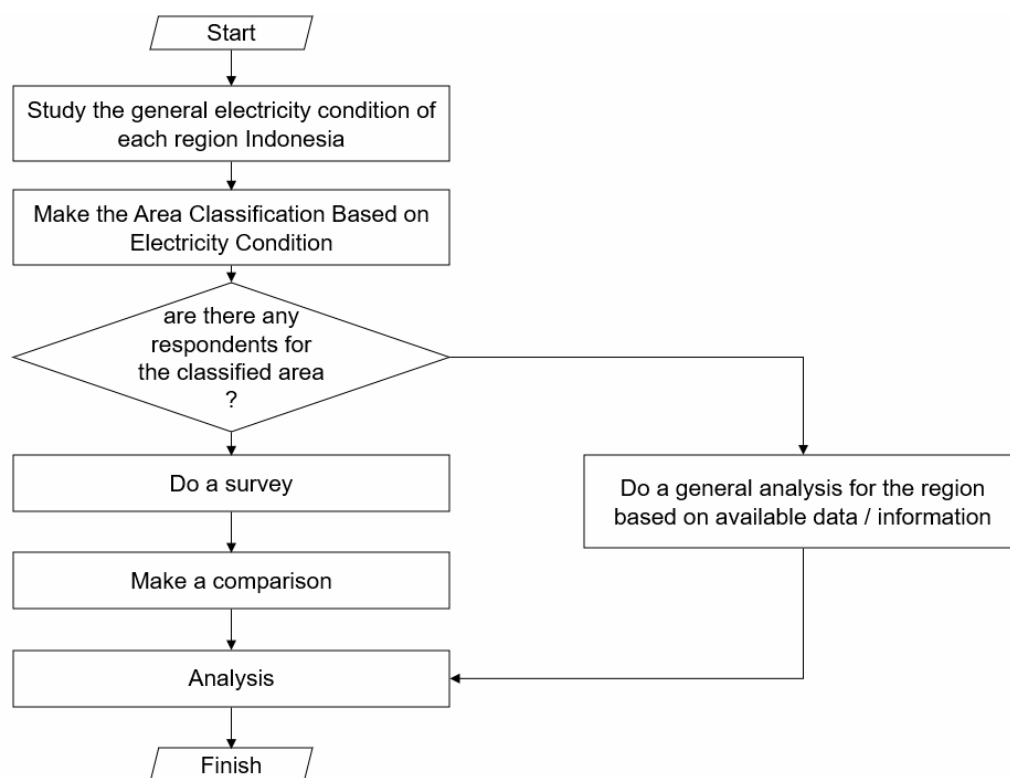 Start
Study the general electricity condition of
each region Indonesia
Make the Area Classification Based on
Electricity Condition
are there any
respondents for
the classified area
?
Do a survey
Do a general analysis for the region
based on available data / information
Make a comparison
Analysis
Finish